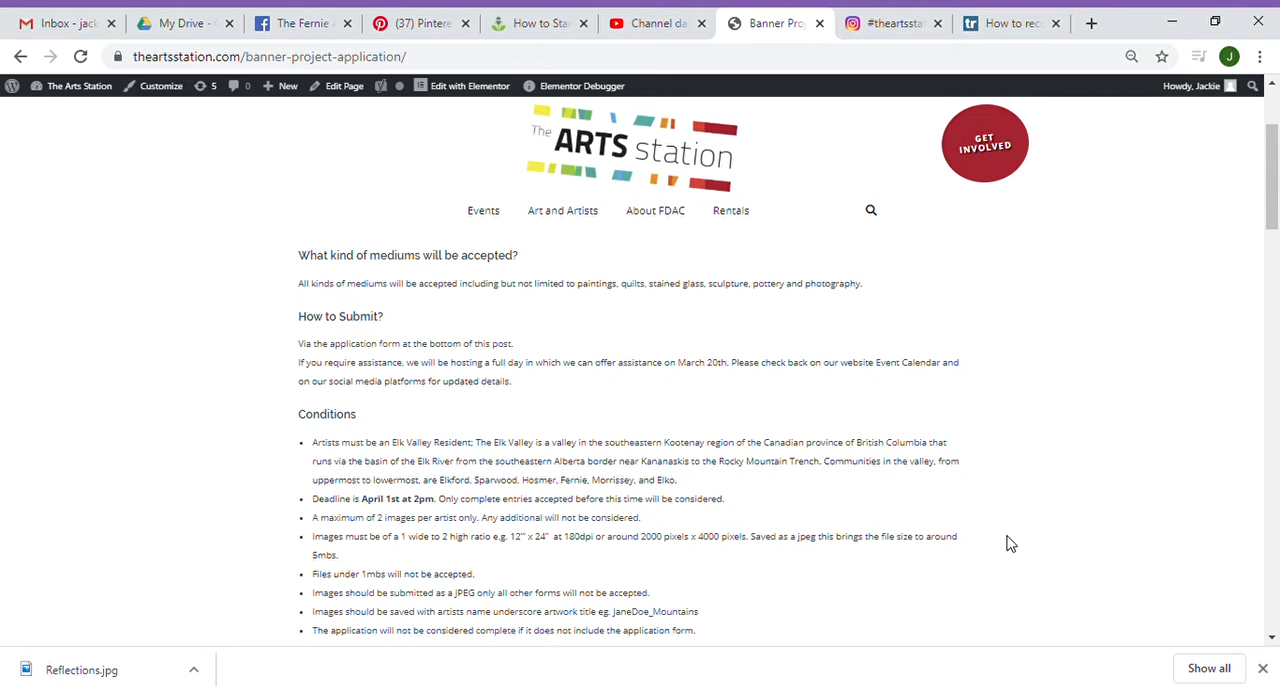 Inbox - jack
My Drive - G
The Fernie A
(37) Pintere
How to Star
Channel da
Banner Proj
#theartsstat
How to reco
theartsstation.com/banner-project-application/
J
The Arts Station
Customize
5
0
New
Edit Page
Edit with Elementor
Elementor Debugger
Howdy, Jackie
The ARTS station
GET
INVOLVED
Events
Art and Artists
About FDAC
Rentals
What kind of mediums will be accepted?
All kinds of mediums will be accepted including but not limited to paintings, quilts, stained glass, sculpture, pottery and photography.
How to Submit?
Via the application form at the bottom of this post.
If you require assistance, we will be hosting a full day in which we can offer assistance on March 20th. Please check back on our website Event Calendar and
on our social media platforms for updated details.
Conditions
• Artists must be an Elk Valley Resident; The Elk Valley is a valley in the southeastern Kootenay region of the Canadian province of British Columbia that
runs via the basin of the Elk River from the southeastern Alberta border near Kananaskis to the Rocky Mountain Trench. Communities in the valley, from
uppermost to lowermost, are Elkford, Sparwood, Hosmer, Fernie, Morrissey, and Elko.
• Deadline is April 1st at 2pm. Only complete entries accepted before this time will be considered.
• A maximum of 2 images per artist only. Any additional will not be considered.
• Images must be of a 1 wide to 2 high ratio e.g. 12"' x 24" at 180dpi or around 2000 pixels x 4000 pixels. Saved as a jpeg this brings the file size to around
5mbs.
• Files under 1mbs will not be accepted.
• Images should be submitted as a JPEG only all other forms will not be accepted.
• Images should be saved with artists name underscore artwork title eg. JaneDoe_Mountains
• The application will not be considered complete if it does not include the application form.
Reflections.jpg
Show all